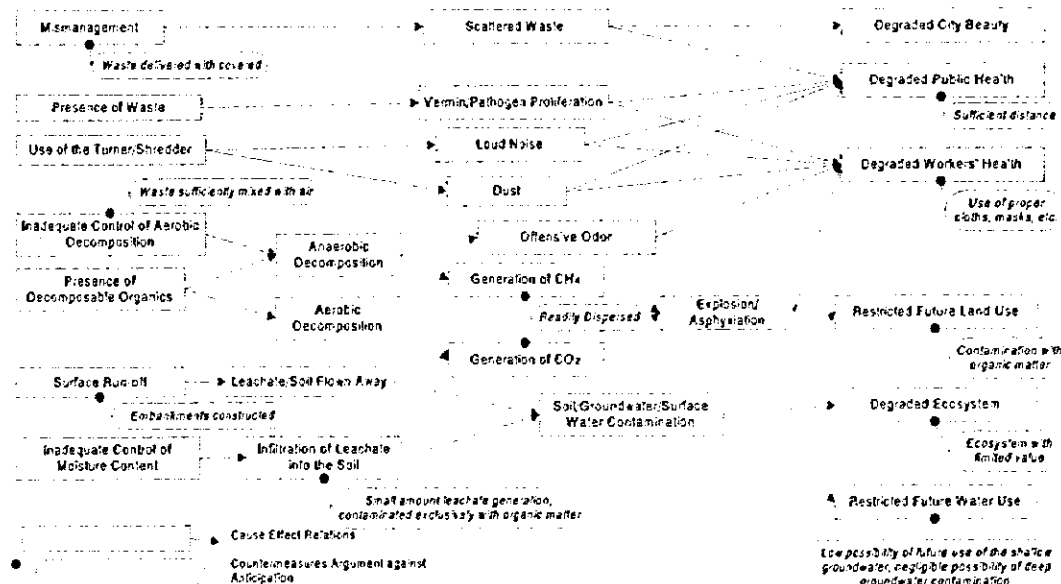 Mismanagement
Scattered Waste
Degraded City Beauty
Waste delivered with covered
Degraded Public Health
Presence of Waste
Vermin/Pathogen Proliferation
Sufficient distance
Use of the Turner/Shredder
Loud Noise
Degraded Workers' Health
Waste sufficiently mixed with air
Dust
Use of proper
cloths, masks, etc.
Inadequate Control of Aerobic
Decomposition
Offensive Odor
Anaerobic
Decomposition
Presence of
Decomposable Organics
Generation of CH4
Aerobic
Decomposition
Readily Dispersed
Explosion/
Asphyxiation
Restricted Future Land Use
Generation of CO2
Contamination with
organic matter
Surface Run-off
Leachate/Soil Flown Away
Embankments constructed
Soil/Groundwater/Surface
Water Contamination
Degraded Ecosystem
Inadequate Control of
Moisture Content
Infiltration of Leachate
into the Soil
Ecosystem with
limited value
Small amount leachate generation,
contaminated exclusively with organic matter
Restricted Future Water Use
Cause Effect Relations
Countermeasures Argument against
Anticipation
Low possibility of future use of the shallow
groundwater, negligible possibility of deep
groundwater contamination